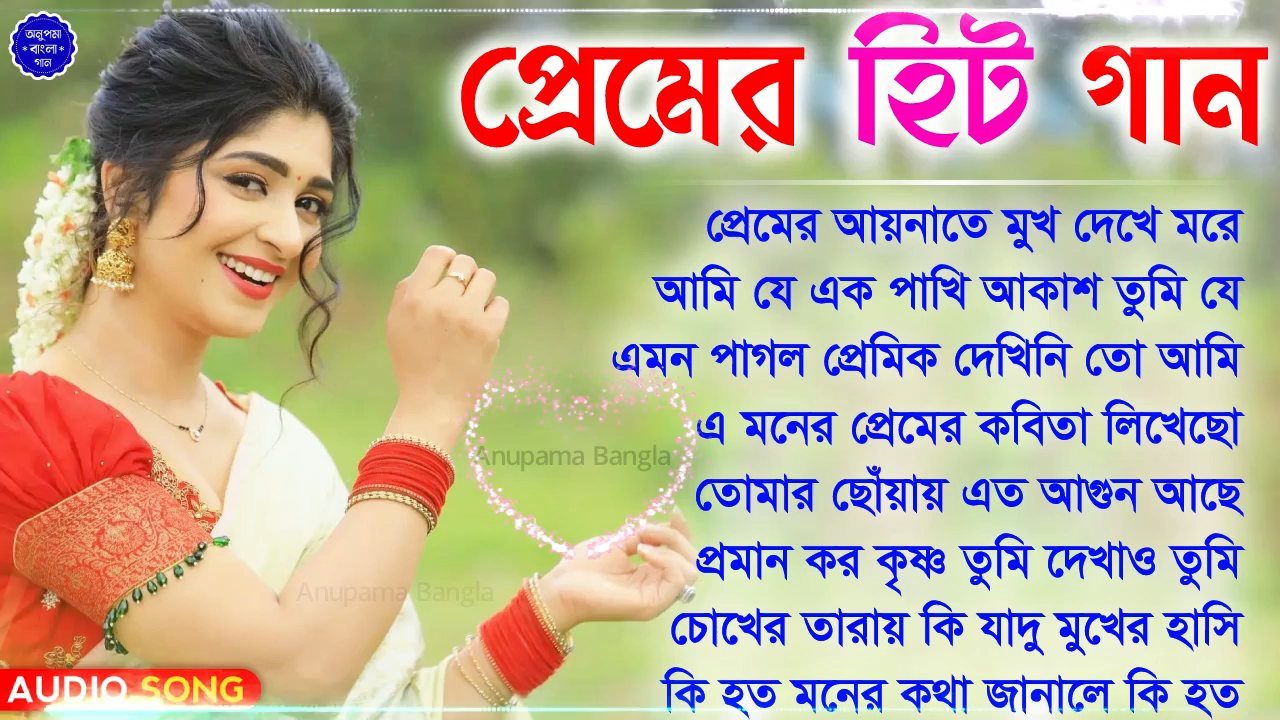 অনুপমা
বাংলা
গান
প্রেমের হিট গান
প্রেমের আয়নাতে মুখ দেখে মরে
আমি যে এক পাখি আকাশ তুমি যে
এমন পাগল প্রেমিক দেখিনি তো আমি
এ মনের প্রেমের কবিতা লিখেছো
তোমার ছোঁয়ায় এত আগুন আছে
প্রমান কর কৃষ্ণ তুমি দেখাও তুমি
চোখের তারায় কি যাদু মুখের হাসি
কি হত মনের কথা জানালে কি হত
Anupama Bangla
Anupama Bangla
AUDIO SONG